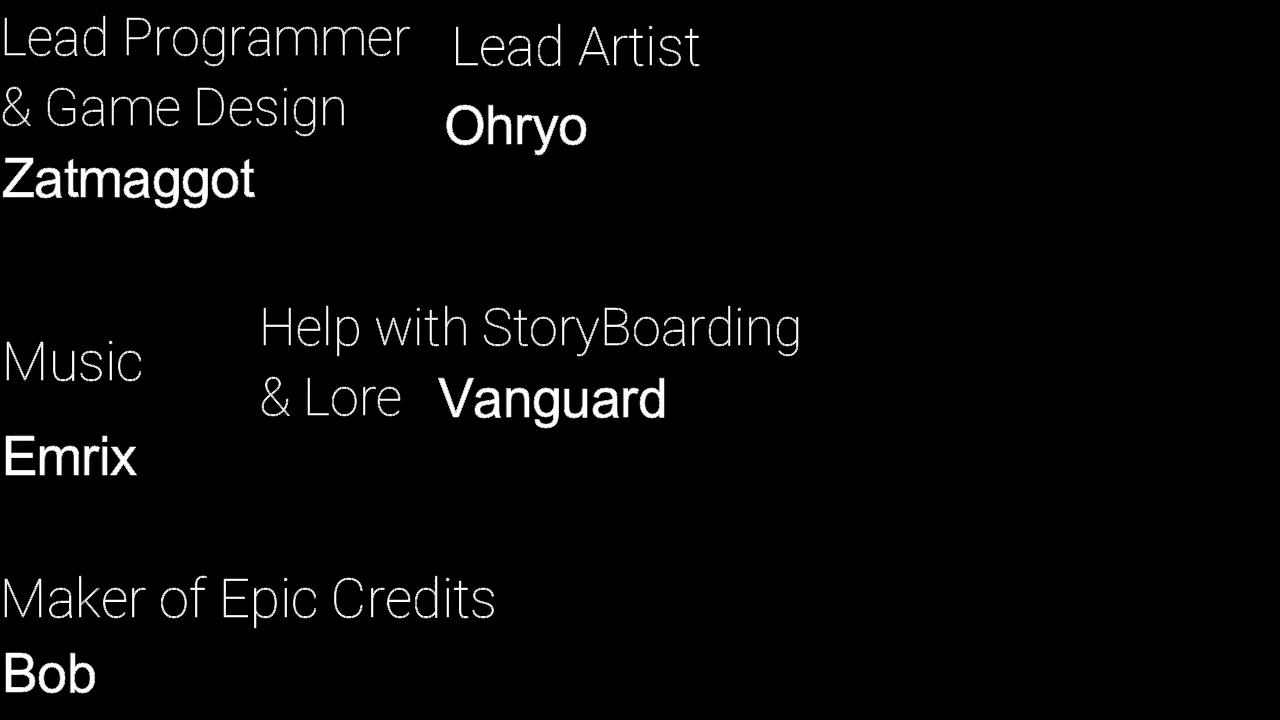 Lead Programmer
& Game Design
Zatmaggot
Lead Artist
Ohryo
Music
Emrix
Help with StoryBoarding
& Lore Vanguard
Maker of Epic Credits
Bob